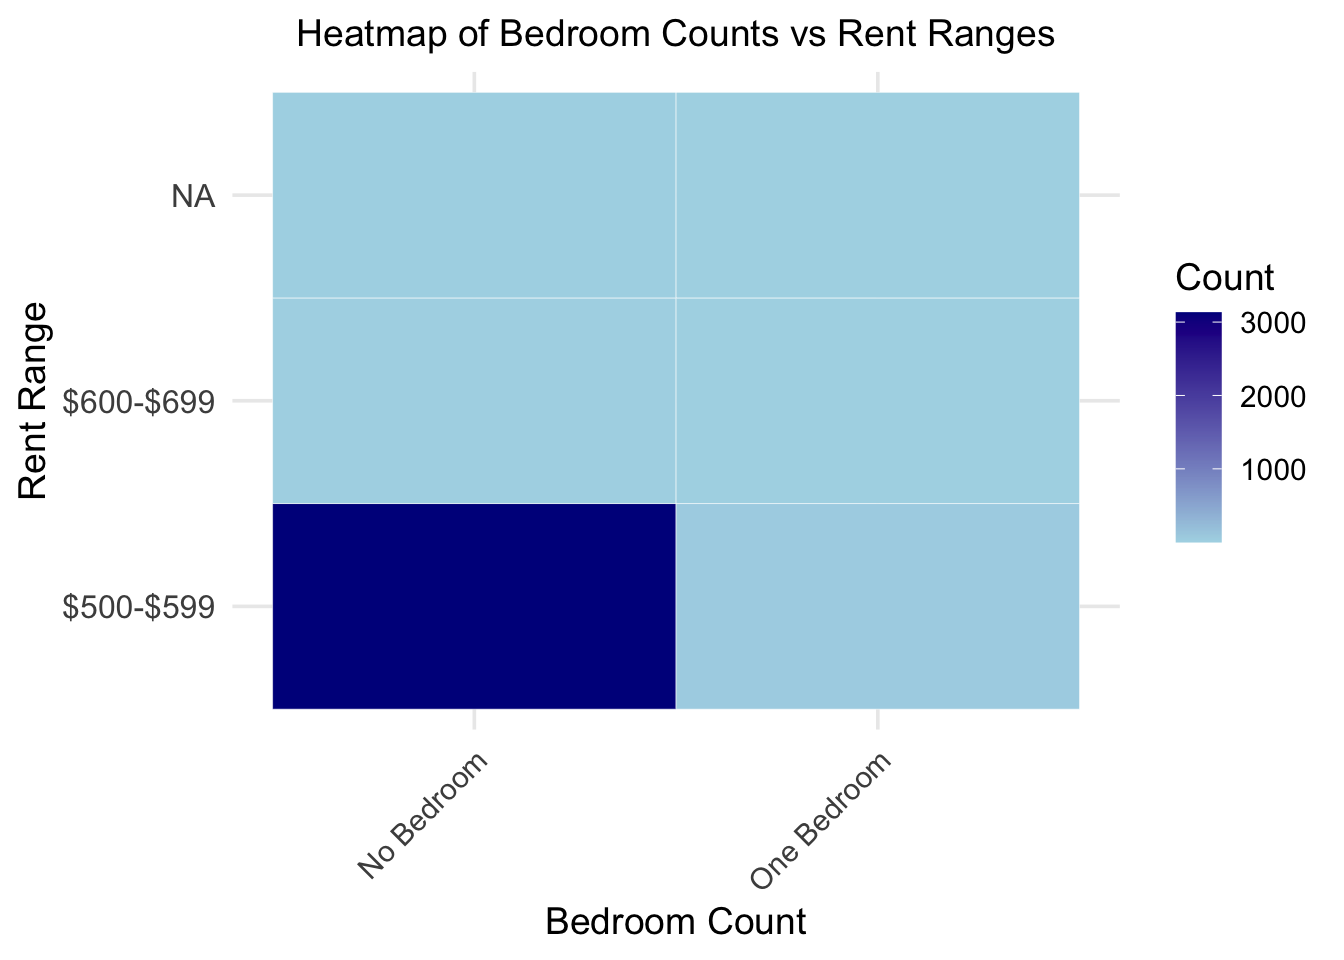 Heatmap of Bedroom Counts vs Rent Ranges
Rent Range
NA
$600-$699
$500-$599
No Bedroom
One Bedroom
Bedroom Count
Count
3000
2000
1000